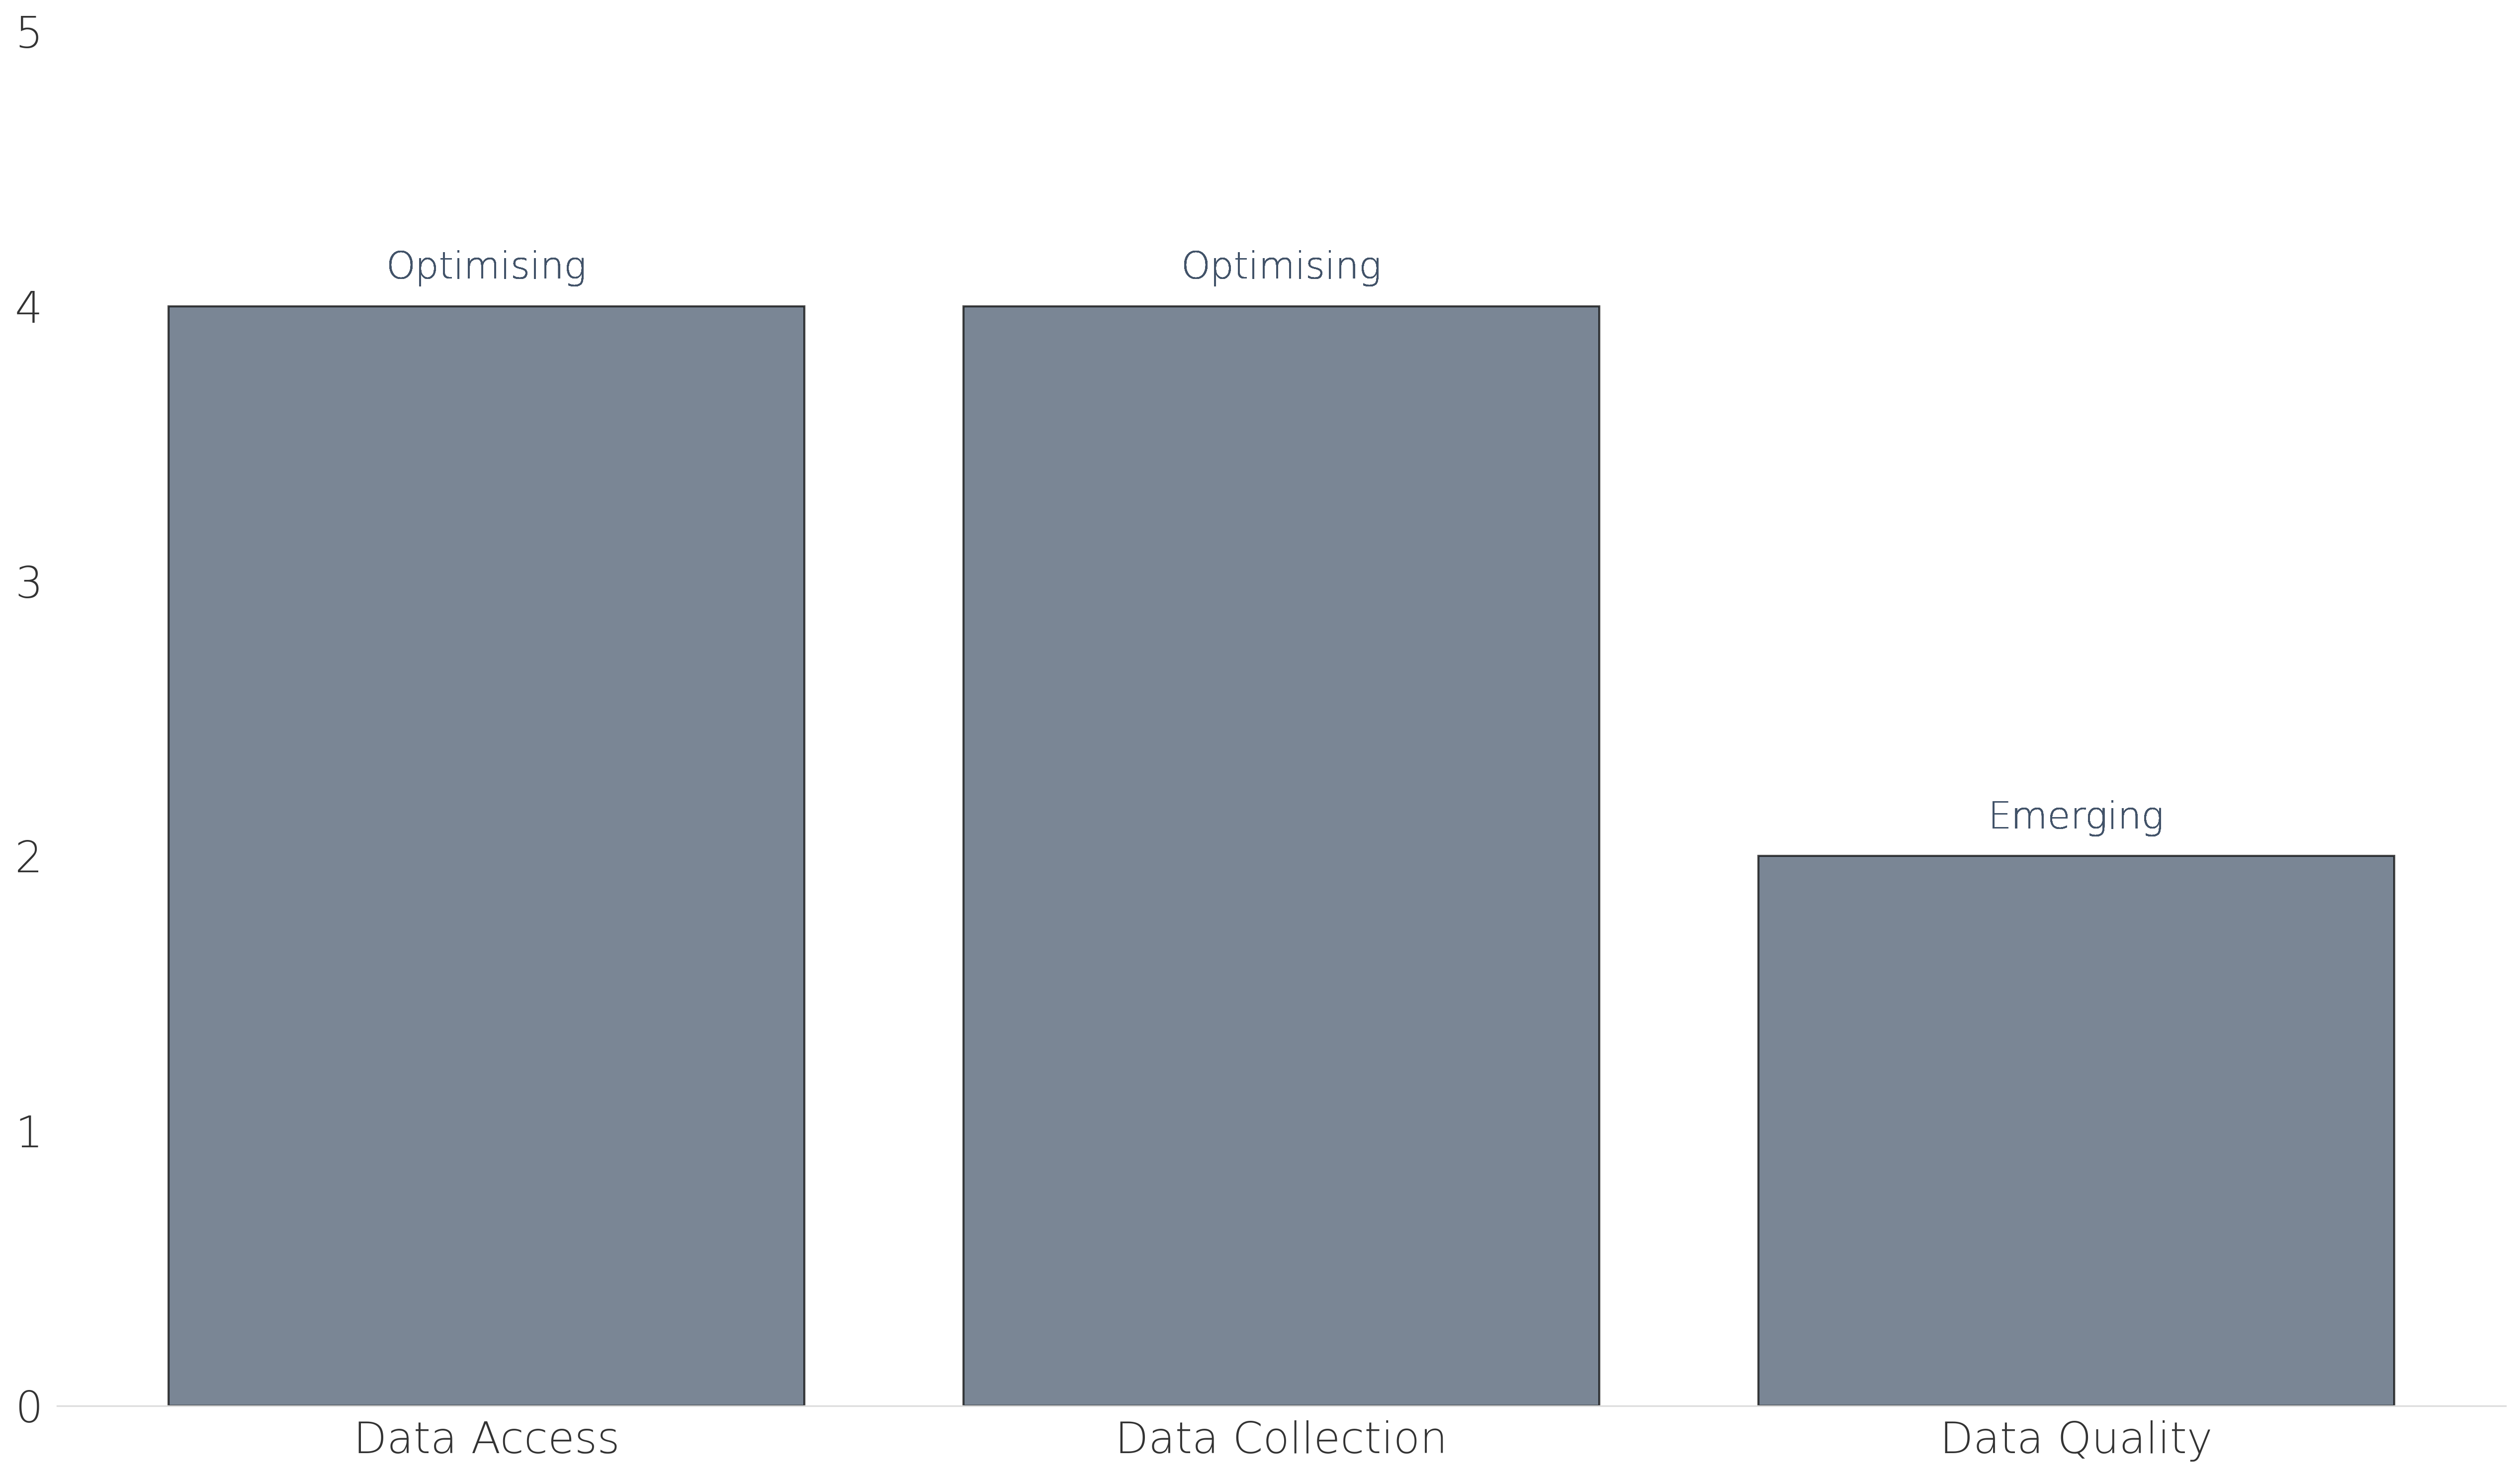 5
Optimising Optimising
4
3
Emerging
2
1
0
Data Access Data Collection Data Quality